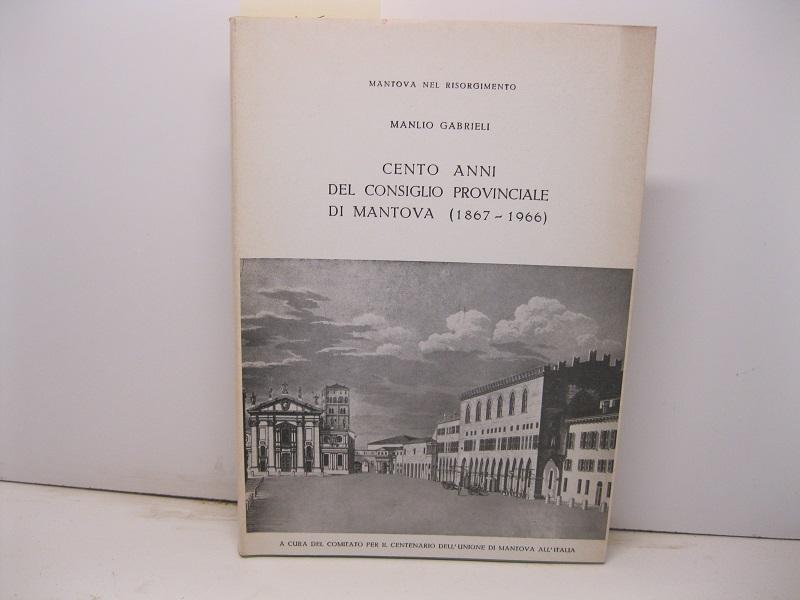 MANTOVA NEL RISORGIMENTO
MANLIO GABRIELI
CENTO ANNI
DEL CONSIGLIO PROVINCIALE
DI MANTOVA (1867 - 1966)
A CURA DEL COMITATO PER IL CENTENARIO DELL'UNIONE DI MANTOVA ALL'ITALIA